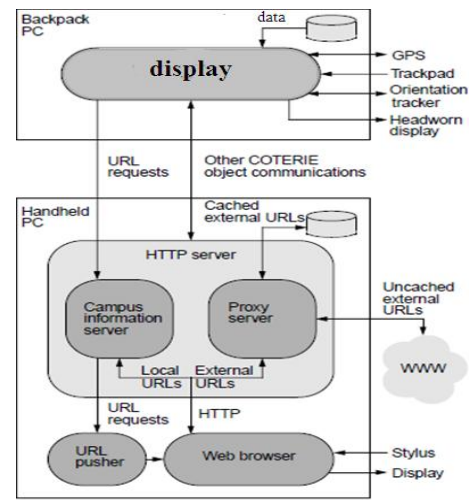 Backpack
PC
data
display
GPS
Trackpad
Orientation
tracker
Headworn
display
URL
requests
Other COTERIE
object communications
Handheld
PC
Cached
external URLs
HTTP server
Campus
information
server
Proxy
server
Uncached
external
URLs
WWW
Local
URLs
External
URLs
URL
requests
HTTP
URL
pusher
Web browser
Stylus
Display